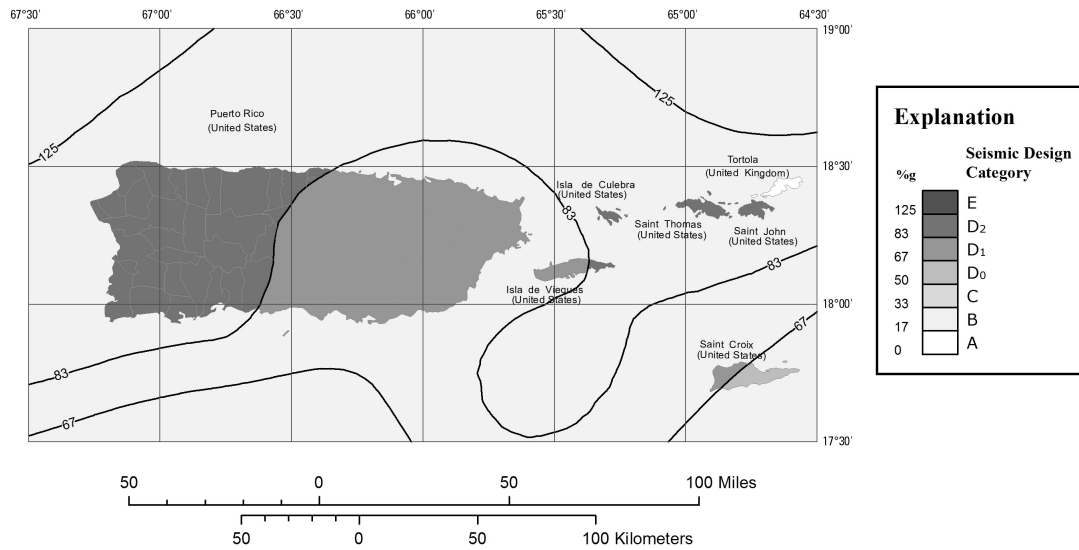 67°30' 67°00' 66°30' 66°00' 65°30' 65°00' 64°30'
19°00'
125
125
Puerto Rico
(United States)
Tortola
(United Kingdom)
18°30'
Isla de Culebra
(United States)
83
Saint Thomas
(United States)
Saint John
(United States)
83
Isla de Vieques
(United States)
18°00'
67
Saint Croix
(United States)
83
67
17°30'
Explanation
Seismic Design
Category
%g
E
125
D2
83
D1
67
D0
50
C
33
B
17
A
0
50 0 50 100 Miles
50 0 50 100 Kilometers